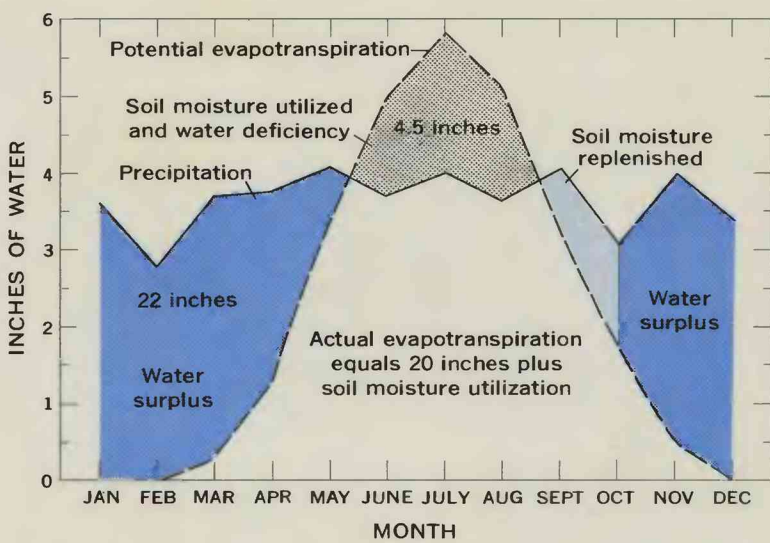 6
5
4
3
2
1
0
INCHES OF WATER
Potential evapotranspiration
Soil moisture utilized
and water deficiency
4.5 inches
Soil moisture
replenished
Precipitation
22 inches
Water
surplus
Actual evapotranspiration
equals 20 inches plus
soil moisture utilization
Water
surplus
JAN FEB MAR APR MAY JUNE JULY AUG SEPT OCT NOV DEC
MONTH